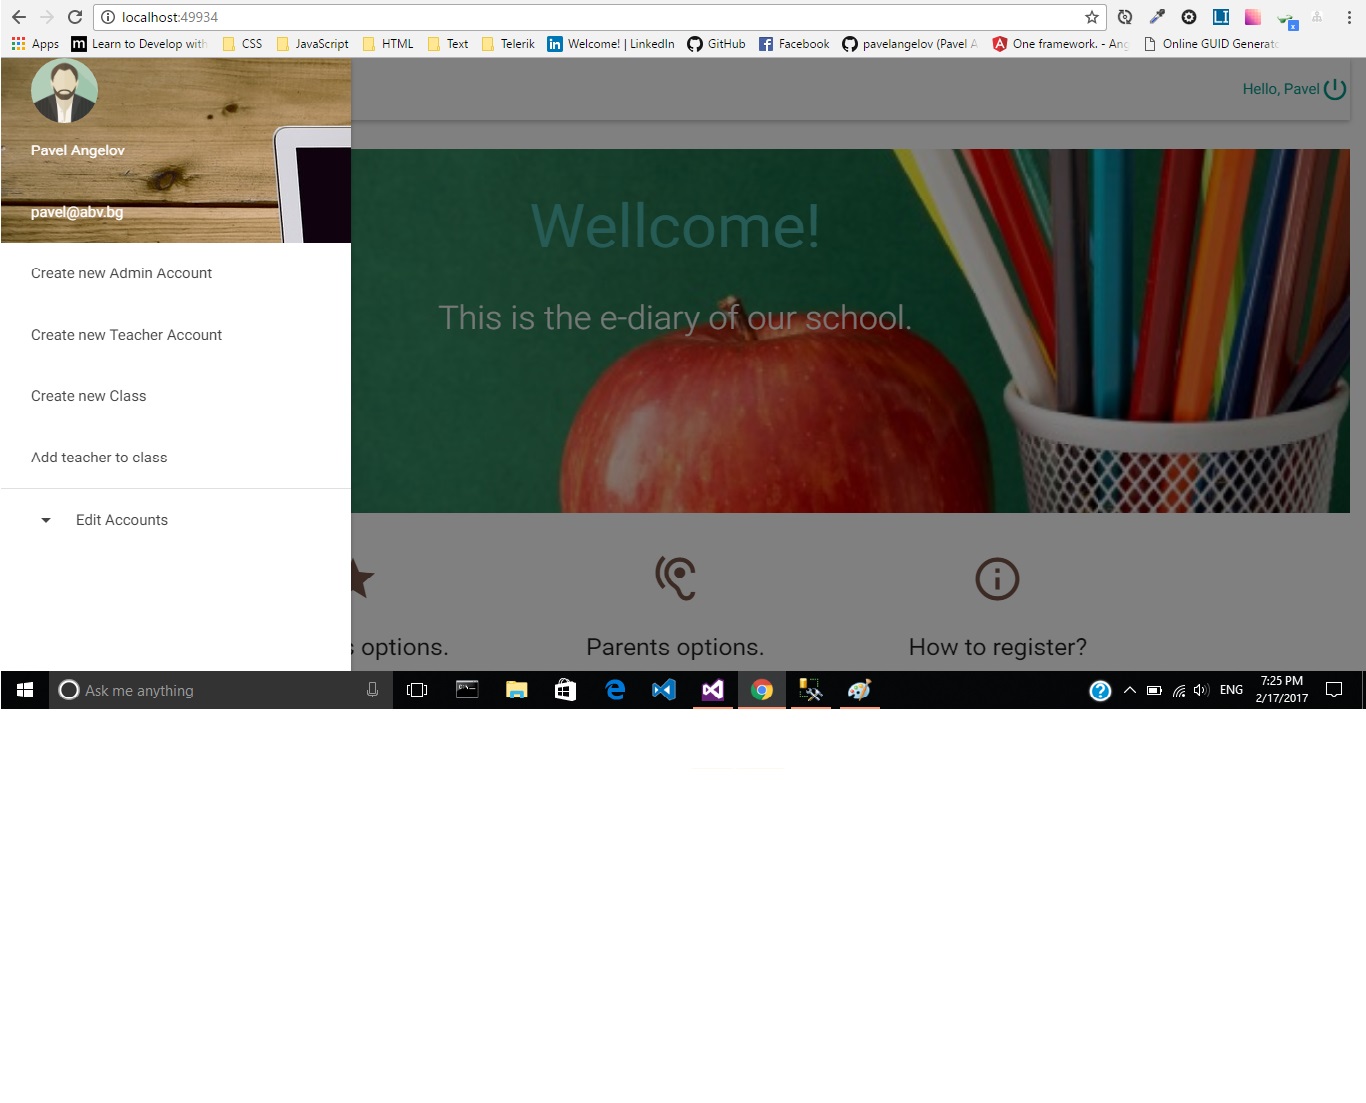 localhost:49934
Apps
Learn to Develop with
CSS
JavaScript
HTML
Text
Telerik
Welcome! | LinkedIn
GitHub
Facebook
pavelangelov (Pavel A
One framework. - Ang
Online GUID Generato
Hello, Pavel
Pavel Angelov
pavel@abv.bg
Create new Admin Account
Create new Teacher Account
Create new Class
Add teacher to class
Edit Accounts
Wellcome!
This is the e-diary of our school.
s options.
Parents options.
How to register?
Ask me anything
ENG
7:25 PM
2/17/2017